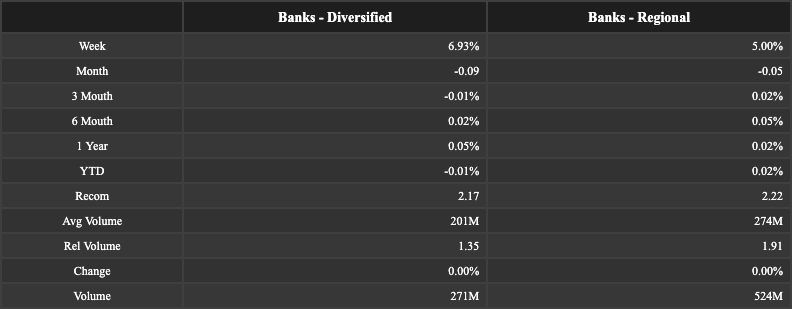 Banks - Diversified Banks - Regional
Week 6.93% 5.00%
Month -0.09 -0.05
3 Mouth -0.01% 0.02%
6 Mouth 0.02% 0.05%
1 Year 0.05% 0.02%
YTD -0.01% 0.02%
Recom 2.17 2.22
Avg Volume 201M 274M
Rel Volume 1.35 1.91
Change 0.00% 0.00%
Volume 271M 524M